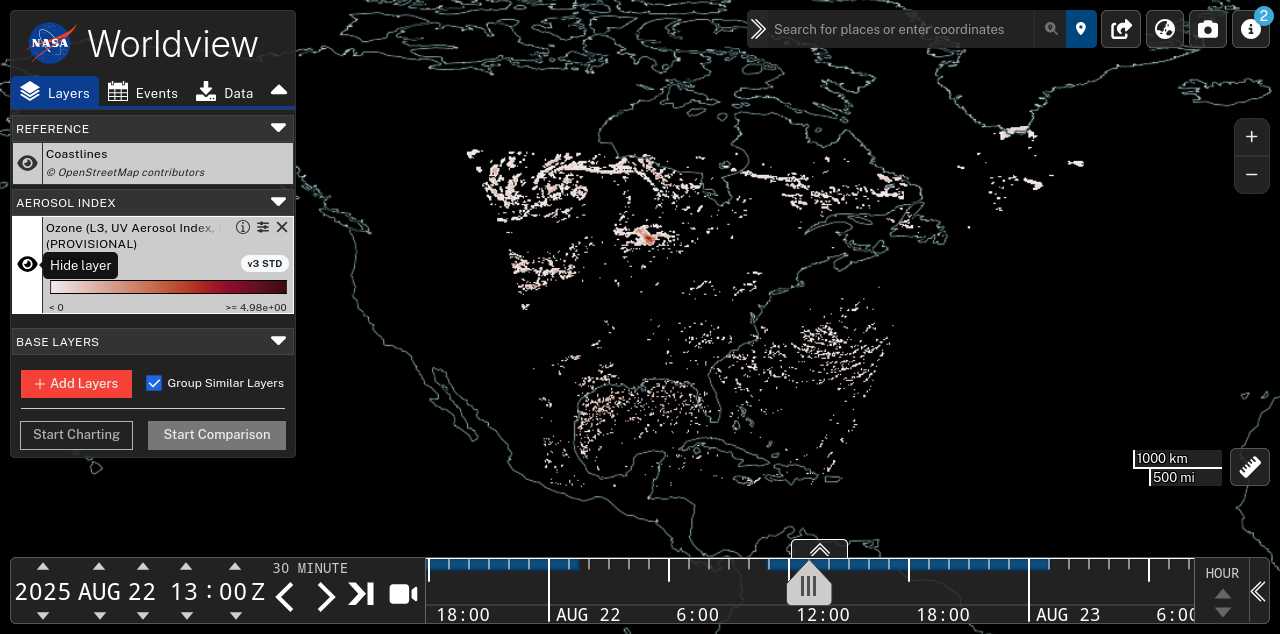 NASA
Worldview
Layers
Events
Data
REFERENCE
Coastlines
© OpenStreetMap contributors
AEROSOL INDEX
Ozone (L3, UV Aerosol Index,
(PROVISIONAL)
Hide layer
v3 STD
< 0
>= 4.98e+00
BASE LAYERS
+ Add Layers
Group Similar Layers
Start Charting
Start Comparison
Search for places or enter coordinates
2
+
−
1000 km
500 mi
2025 AUG 22 13 : 00 Z
30 MINUTE
18:00
AUG 22
6:00
12:00
18:00
AUG 23
6:00
HOUR